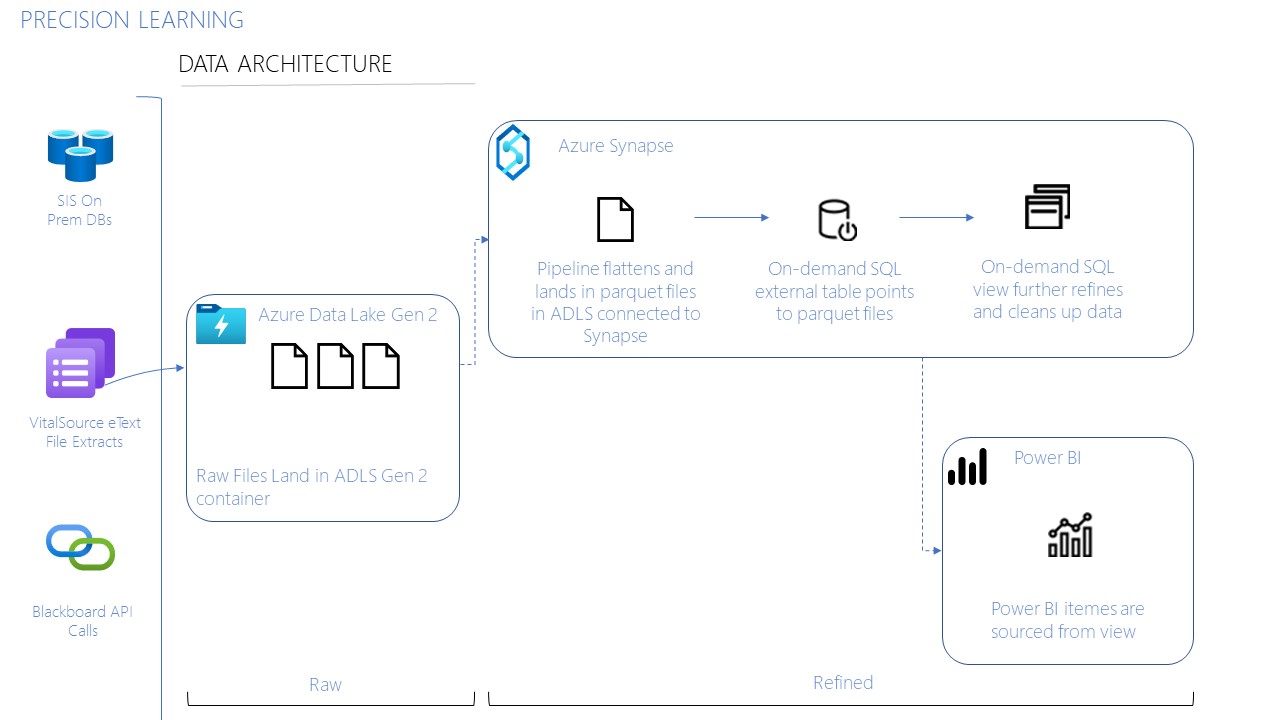 PRECISION LEARNING
DATA ARCHITECTURE
SIS On
Prem DBs
VitalSource eText
File Extracts
Blackboard API
Calls
Azure Data Lake Gen 2
Raw Files Land in ADLS Gen 2
container
Azure Synapse
Pipeline flattens and
lands in parquet files
in ADLS connected to
Synapse
On-demand SQL
external table points
to parquet files
On-demand SQL
view further refines
and cleans up data
Power BI
Power BI itemes are
sourced from view
Raw
Refined